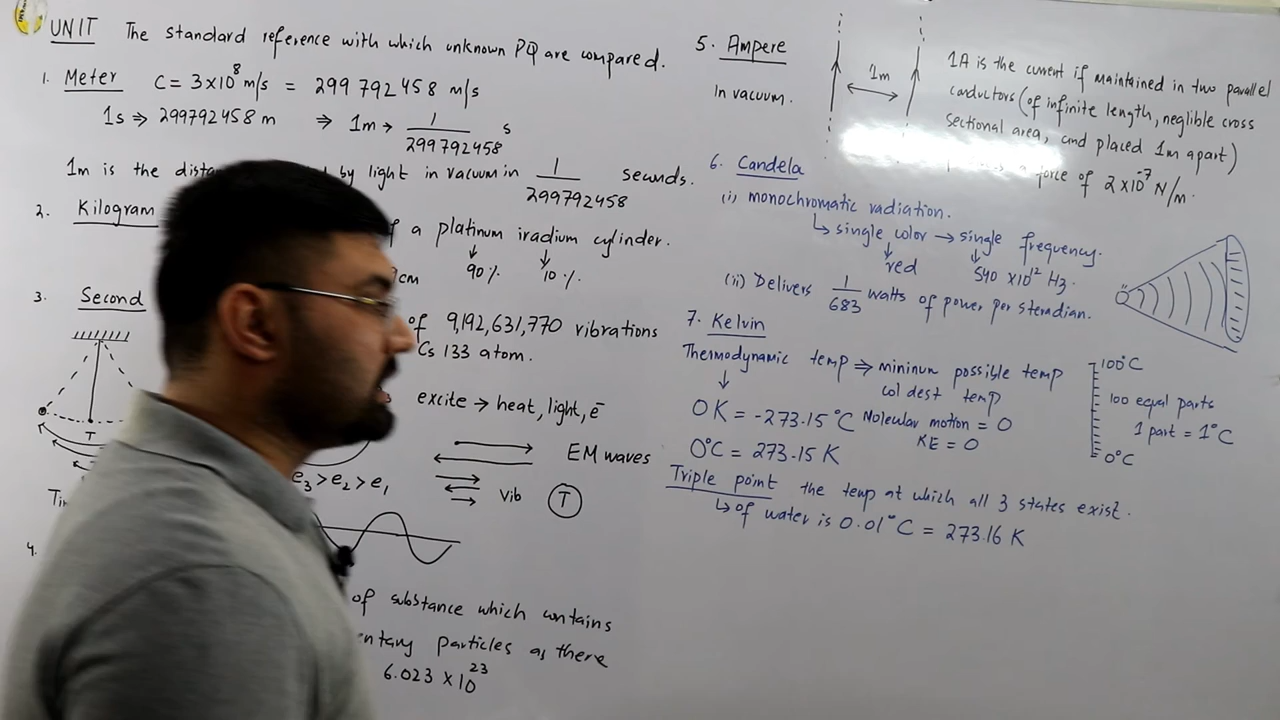 UNIT The standard reference with which unknown PQ are compared.
1. Meter C = 3×10⁸ m/s = 299 792 458 m/s
1s ⇒ 299792458 m ⇒ 1m → 1/299792458 s
1m is the by light in vacuum in 1/299792458 seconds.
2. Kilogram a platinum iradium cylinder.
90% 10%
cm
3. Second of 9,192,631,770 vibrations
Cs 133 atom.
excite → heat, light, e⁻
T
EM waves
e₃ > e₂ > e₁
Vib T
4.
of substance which contains
particles as there
6.023 × 10²³
5. Ampere
In vacuum.
1m
1A is the current if maintained in two parallel
conductors (of infinite length, neglible cross
sectional area, and placed 1m apart)
force of 2×10⁻⁷ N/m.
6. Candela
(i) monochromatic radiation.
↳ single color → single frequency.
red 540 ×10¹² Hz.
(ii) Delivers 1/683 watts of power per steradian.
7. Kelvin
Thermodynamic temp ⇒ mininum possible temp
coldest temp
0K = -273.15°C Molecular motion = 0
KE = 0
0°C = 273.15 K
100°C
100 equal parts
1 part = 1°C
0°C
Triple point the temp at which all 3 states exist.
↳ of water is 0.01°C = 273.16 K